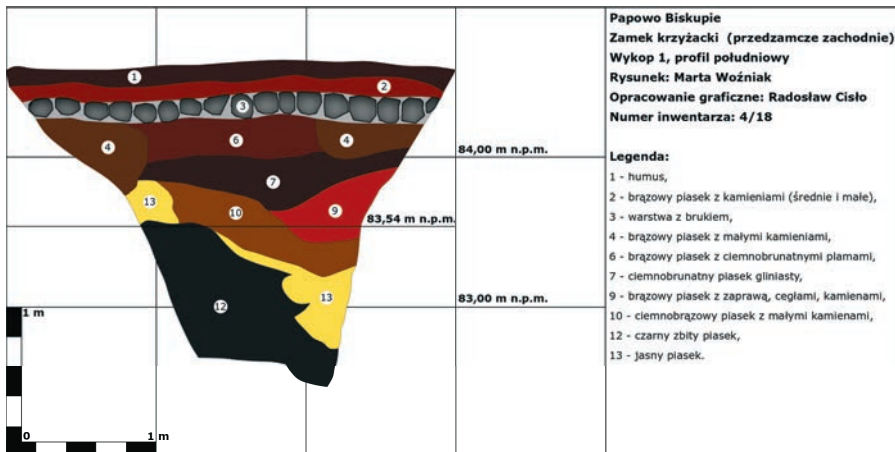 Papowo Biskupie
Zamek krzyżacki (przedzamcze zachodnie)
Wykop 1, profil południowy
Rysunek: Marta Woźniak
Opracowanie graficzne: Radosław Cisło
Numer inwentarza: 4/18
Legenda:
1 - humus,
2 - brązowy piasek z kamieniami (średnie i małe),
3 - warstwa z brukiem,
4 - brązowy piasek z małymi kamieniami,
6 - brązowy piasek z ciemnobrunatnymi plamami,
7 - ciemnobrunatny piasek gliniasty,
9 - brązowy piasek z zaprawą, cegłami, kamienami,
10 - ciemnobrązowy piasek z małymi kamienami,
12 - czarny zbity piasek,
13 - jasny piasek.
1
2
3
4
6
4
84,00 m n.p.m.
7
13
10
9
83,54 m n.p.m.
13
12
83,00 m n.p.m.
1 m
0
1 m